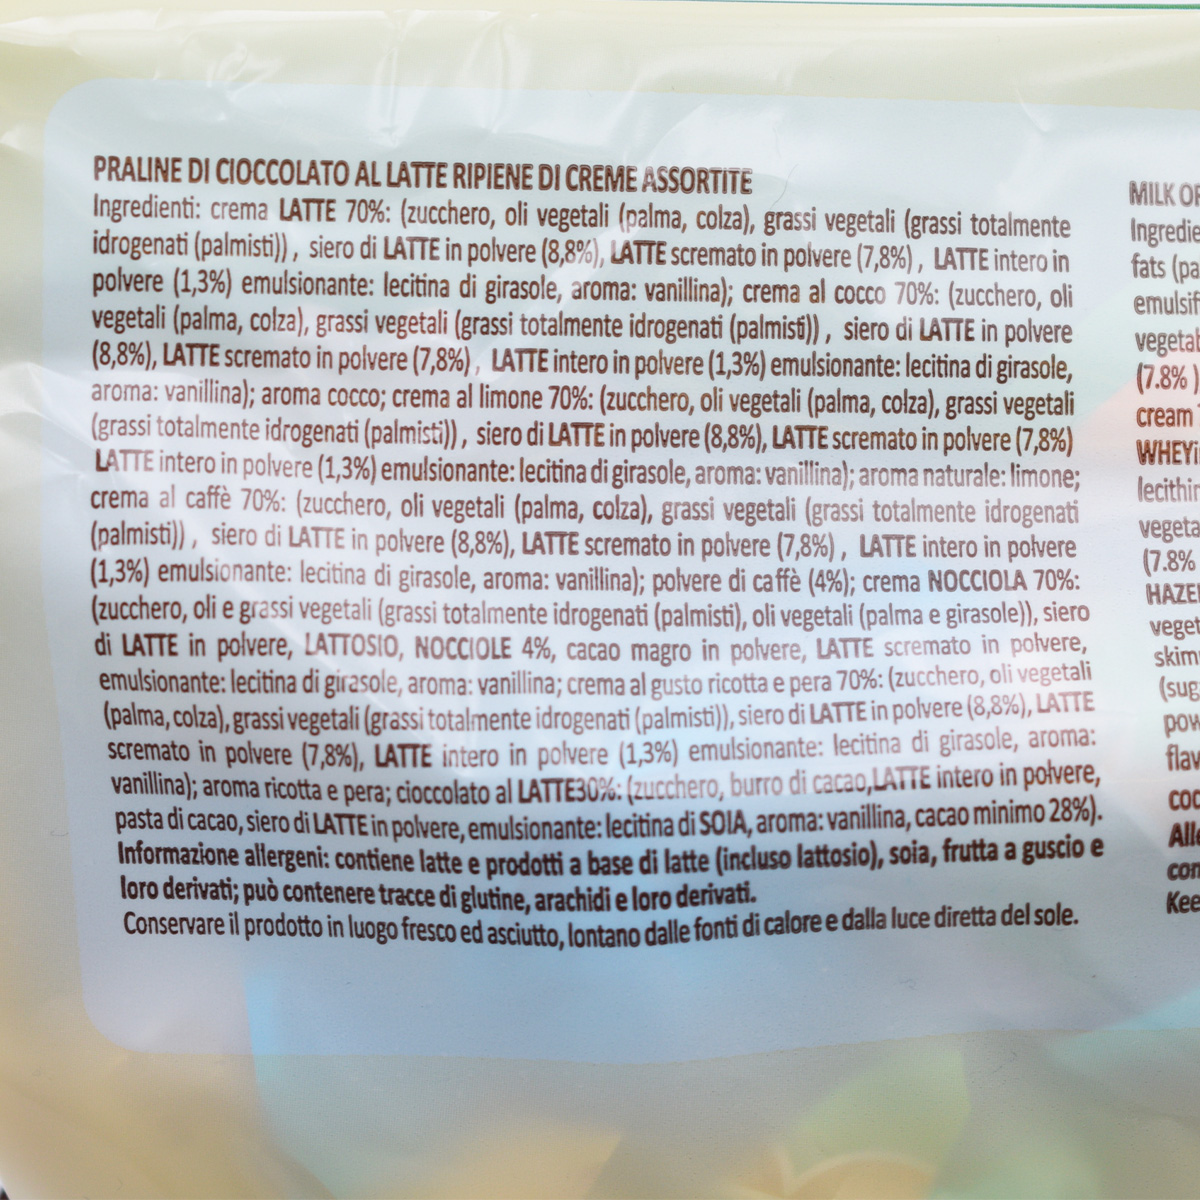 PRALINE DI CIOCCOLATO AL LATTE RIPIENE DI CREME ASSORTITE
Ingredienti: crema LATTE 70%: (zucchero, oli vegetali (palma, colza), grassi vegetali (grassi totalmente
idrogenati (palmisti)) , siero di LATTE in polvere (8,8%), LATTE scremato in polvere (7,8%) , LATTE intero in
polvere (1,3%) emulsionante: lecitina di girasole, aroma: vanillina); crema al cocco 70%: (zucchero, oli
vegetali (palma, colza), grassi vegetali (grassi totalmente idrogenati (palmisti)) , siero di LATTE in polvere
(8,8%), LATTE scremato in polvere (7,8%) , LATTE intero in polvere (1,3%) emulsionante: lecitina di girasole,
aroma: vanillina); aroma cocco; crema al limone 70%: (zucchero, oli vegetali (palma, colza), grassi vegetali
(grassi totalmente idrogenati (palmisti)) , siero di LATTE in polvere (8,8%), LATTE scremato in polvere (7,8%)
LATTE intero in polvere (1,3%) emulsionante: lecitina di girasole, aroma: vanillina); aroma naturale: limone;
crema al caffè 70%: (zucchero, oli vegetali (palma, colza), grassi vegetali (grassi totalmente idrogenati
(palmisti)) , siero di LATTE in polvere (8,8%), LATTE scremato in polvere (7,8%) , LATTE intero in polvere
(1,3%) emulsionante: lecitina di girasole, aroma: vanillina); polvere di caffè (4%); crema NOCCIOLA 70%:
(zucchero, oli e grassi vegetali (grassi totalmente idrogenati (palmisti), oli vegetali (palma e girasole)), siero
di LATTE in polvere, LATTOSIO, NOCCIOLE 4%, cacao magro in polvere, LATTE scremato in polvere,
emulsionante: lecitina di girasole, aroma: vanillina; crema al gusto ricotta e pera 70%: (zucchero, oli vegetali
(palma, colza), grassi vegetali (grassi totalmente idrogenati (palmisti)), siero di LATTE in polvere (8,8%), LATTE
scremato in polvere (7,8%), LATTE intero in polvere (1,3%) emulsionante: lecitina di girasole, aroma:
vanillina); aroma ricotta e pera; cioccolato al LATTE30%: (zucchero, burro di cacao,LATTE intero in polvere,
pasta di cacao, siero di LATTE in polvere, emulsionante: lecitina di SOIA, aroma: vanillina, cacao minimo 28%).
Informazione allergeni: contiene latte e prodotti a base di latte (incluso lattosio), soia, frutta a guscio e
loro derivati; può contenere tracce di glutine, arachidi e loro derivati.
Conservare il prodotto in luogo fresco ed asciutto, lontano dalle fonti di calore e dalla luce diretta del sole.
MILK OF
Ingredie
fats (pa
emulsif
vegetat
(7.8% )
cream
WHEYi
lecithin
vegeta
(7.8%
HAZEL
veget
skim
(sug
pow
flav
coc
Alle
con
Kee